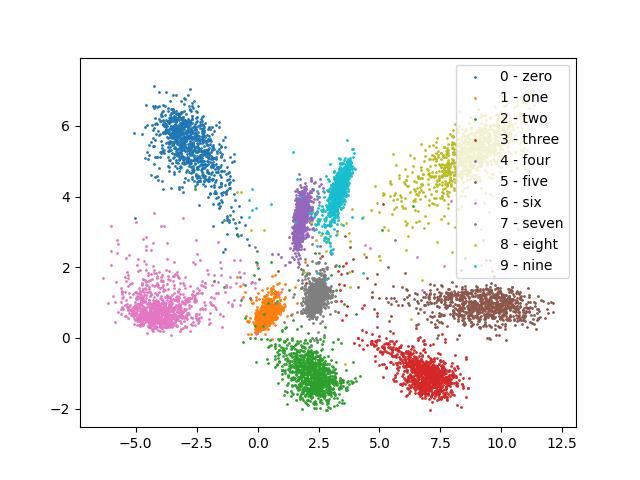 0 - zero
1 - one
2 - two
3 - three
4 - four
5 - five
6 - six
7 - seven
8 - eight
9 - nine
6
4
2
0
−2
−5.0 −2.5 0.0 2.5 5.0 7.5 10.0 12.5